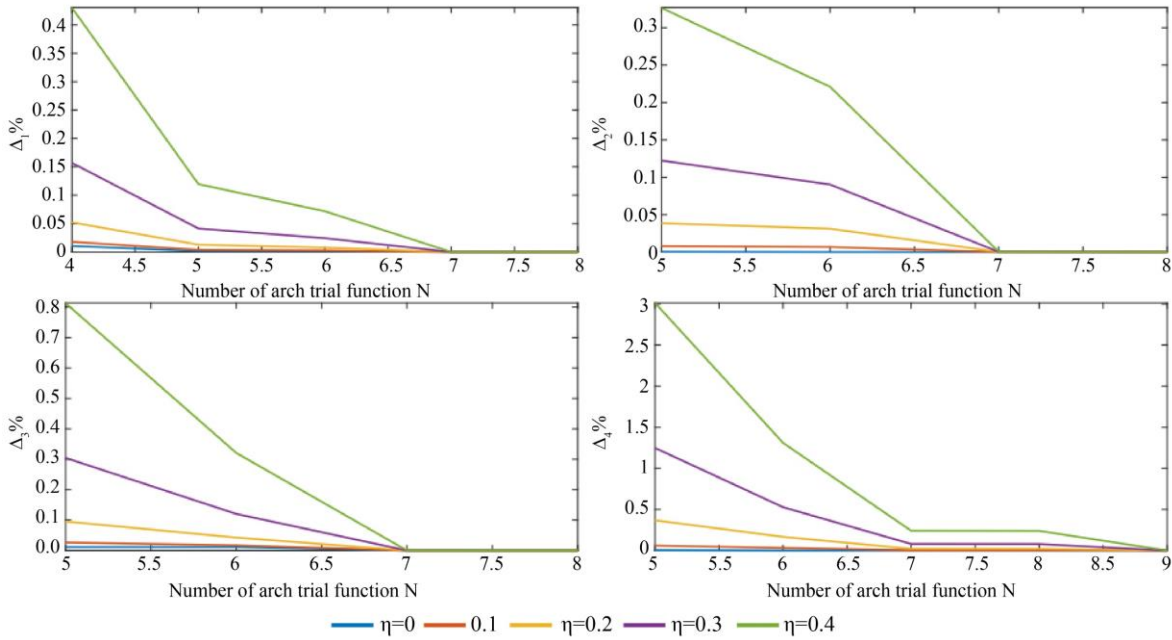 0.4
0.35
0.3
0.25
0.2
0.15
0.1
0.05
0
Δ₁%
4 4.5 5 5.5 6 6.5 7 7.5 8
Number of arch trial function N
0.3
0.25
0.2
0.15
0.1
0.05
0
Δ₂%
5 5.5 6 6.5 7 7.5 8
Number of arch trial function N
0.8
0.7
0.6
0.5
0.4
0.3
0.2
0.1
0.0
Δ₃%
5 5.5 6 6.5 7 7.5 8
Number of arch trial function N
3
2.5
2
1.5
1
0.5
0
Δ₄%
5 5.5 6 6.5 7 7.5 8 8.5 9
Number of arch trial function N
η=0 0.1 η=0.2 η=0.3 η=0.4